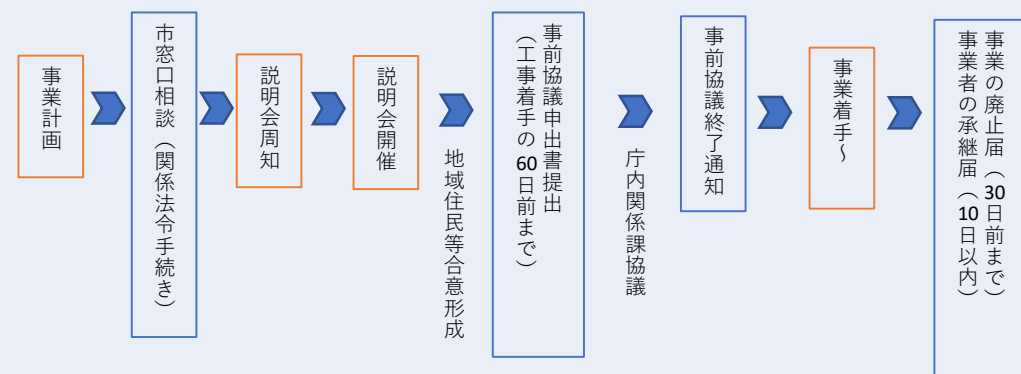 事業計画
市窓口相談（関係法令手続き）
説明会周知
説明会開催
地域住民等合意形成
事前協議申出書提出
（工事着手の60日前まで）
庁内関係課協議
事前協議終了通知
事業着手～
事業の廃止届（30日前まで）
事業者の承継届（10日以内）